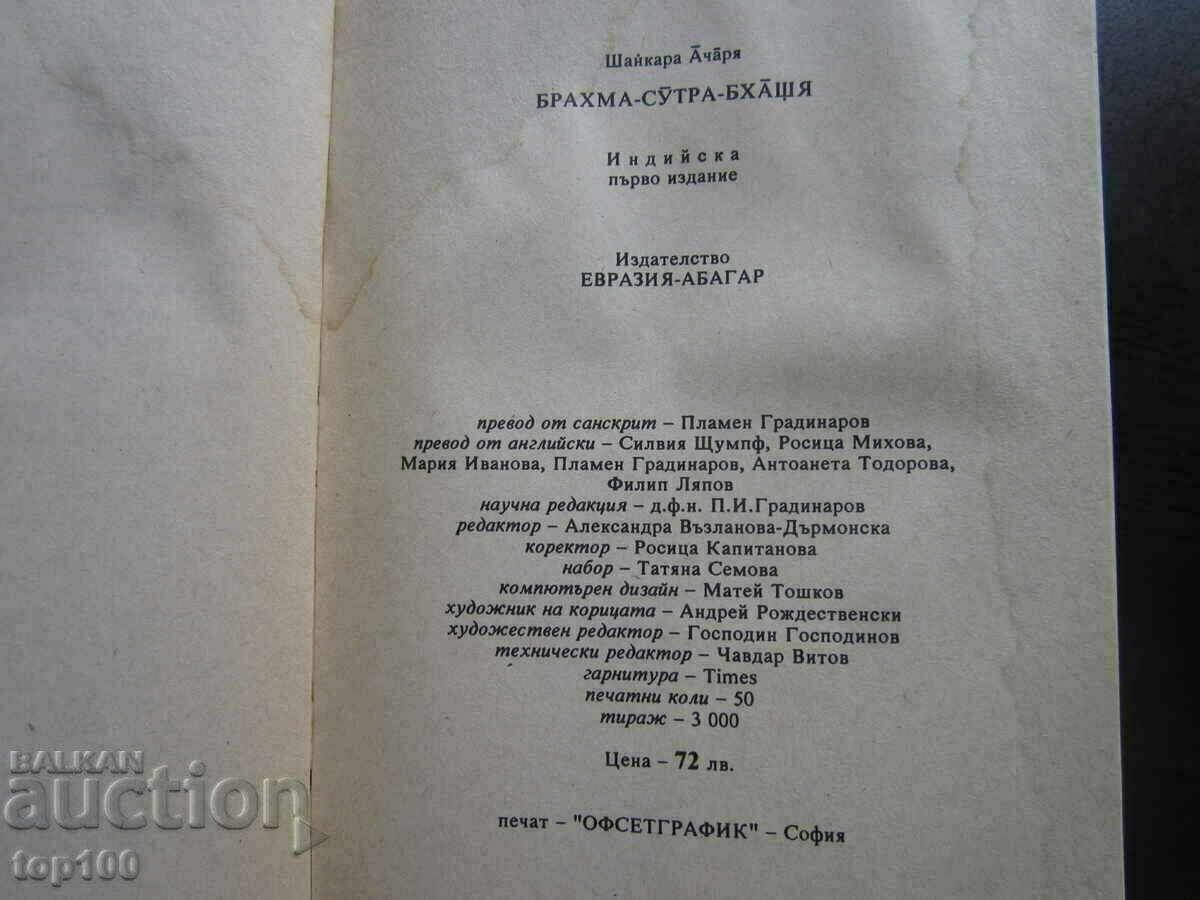 Шан̇кара А̄ча̄ря
БРАХМА-СӮТРА-БХА̄ШЯ
Индийска
първо издание
Издателство
ЕВРАЗИЯ-АБАГАР
превод от санскрит – Пламен Градинаров
превод от английски – Силвия Щумпф, Росица Михова,
Мария Иванова, Пламен Градинаров, Антоанета Тодорова,
Филип Ляпов
научна редакция – д.ф.н. П.И.Градинаров
редактор – Александра Възланова-Дърмонска
коректор – Росица Капитанова
набор – Татяна Семова
компютърен дизайн – Матей Тошков
художник на корицата – Андрей Рождественски
художествен редактор – Господин Господинов
технически редактор – Чавдар Витов
гарнитура – Times
печатни коли – 50
тираж – 3 000
Цена – 72 лв.
печат – "ОФСЕТГРАФИК" – София
BALKAN
auction
top100